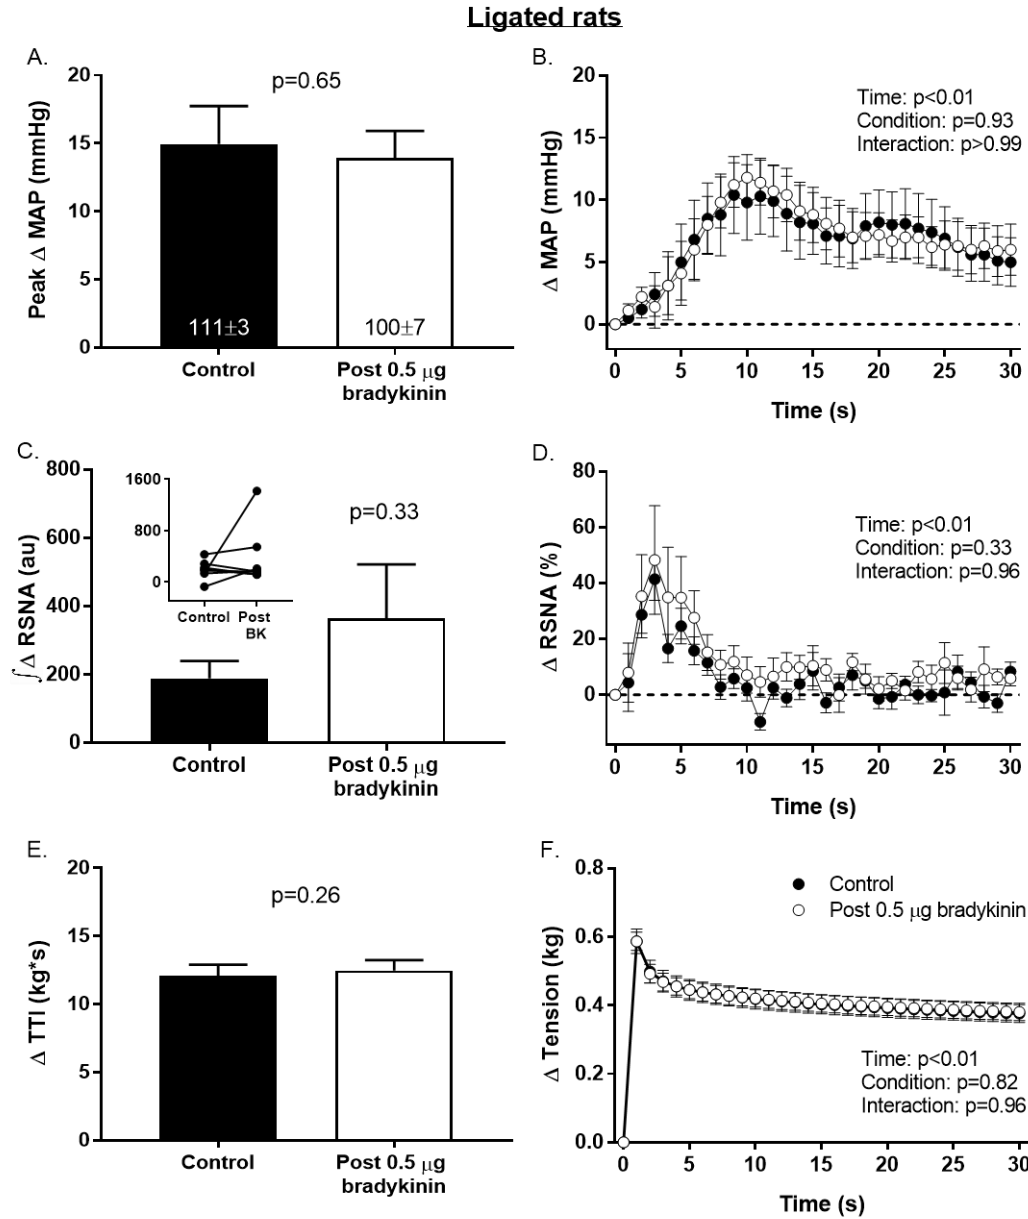 Ligated rats
A.
p=0.65
Peak Δ MAP (mmHg)
20
15
10
5
0
111±3
100±7
Control
Post 0.5 μg
bradykinin
B.
Time: p<0.01
Condition: p=0.93
Interaction: p>0.99
Δ MAP (mmHg)
20
15
10
5
0
0 5 10 15 20 25 30
Time (s)
C.
p=0.33
∫Δ RSNA (au)
800
600
400
200
0
1600
800
0
Control Post
BK
Control
Post 0.5 μg
bradykinin
D.
Time: p<0.01
Condition: p=0.33
Interaction: p=0.96
Δ RSNA (%)
80
60
40
20
0
0 5 10 15 20 25 30
Time (s)
E.
p=0.26
Δ TTI (kg*s)
20
15
10
5
0
Control
Post 0.5 μg
bradykinin
F.
Control
Post 0.5 μg bradykinin
Δ Tension (kg)
0.8
0.6
0.4
0.2
0.0
Time: p<0.01
Condition: p=0.82
Interaction: p=0.96
0 5 10 15 20 25 30
Time (s)